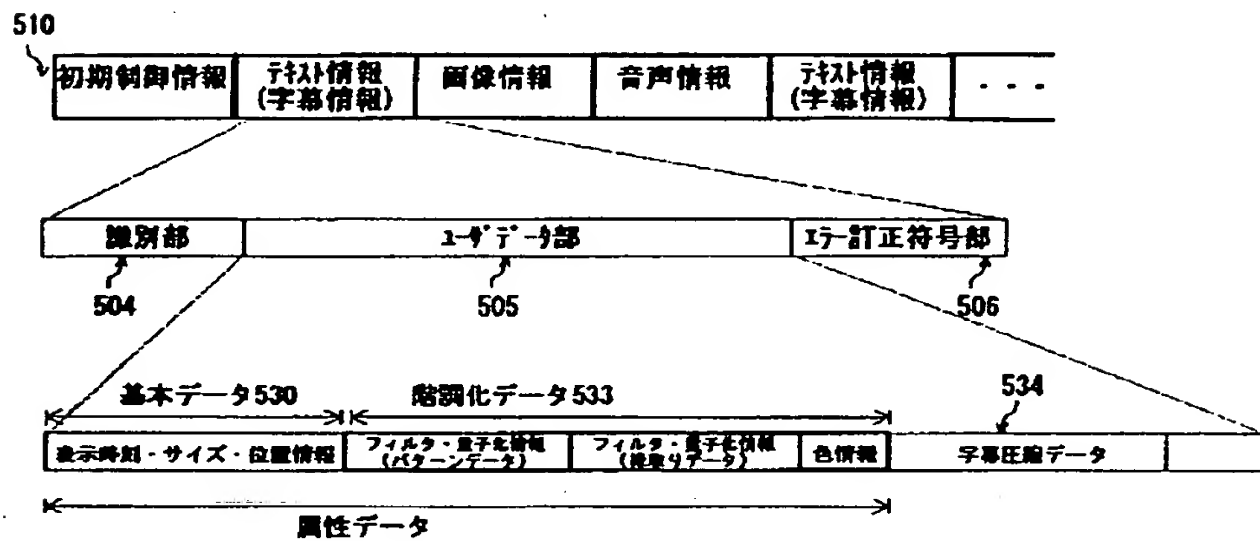 510
初期制御情報
テキスト情報
(字幕情報)
画像情報
音声情報
テキスト情報
(字幕情報)
・・・
識別部
ユーザデータ部
エラー訂正符号部
504
505
506
基本データ530
階調化データ533
534
表示時刻・サイズ・位置情報
フィルタ・量子化情報
(パターンデータ)
フィルタ・量子化情報
(縁取りデータ)
色情報
字幕圧縮データ
属性データ